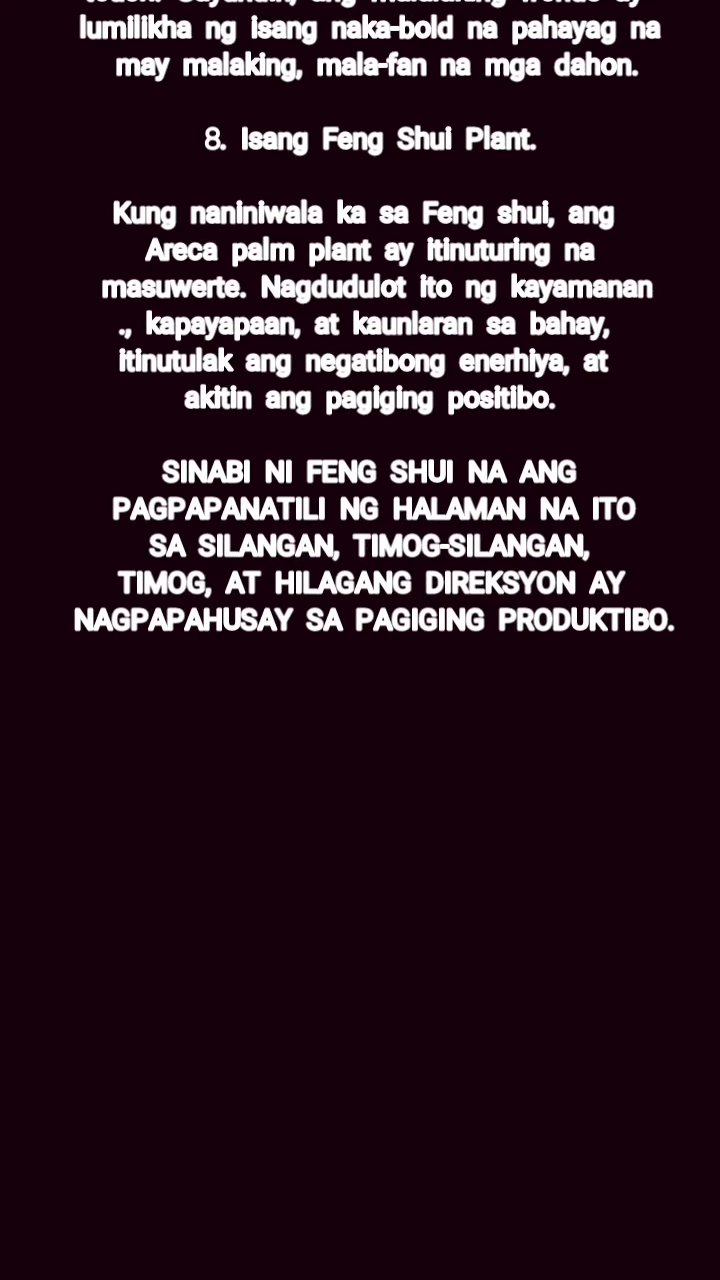 lumilikha ng isang naka-bold na pahayag na
may malaking, mala-fan na mga dahon.
8. Isang Feng Shui Plant.
Kung naniniwala ka sa Feng shui, ang
Areca palm plant ay itinuturing na
masuwerte. Nagdudulot ito ng kayamanan
., kapayapaan, at kaunlaran sa bahay,
itinutulak ang negatibong enerhiya, at
akitin ang pagiging positibo.
SINABI NI FENG SHUI NA ANG
PAGPAPANATILI NG HALAMAN NA ITO
SA SILANGAN, TIMOG-SILANGAN,
TIMOG, AT HILAGANG DIREKSYON AY
NAGPAPAHUSAY SA PAGIGING PRODUKTIBO.